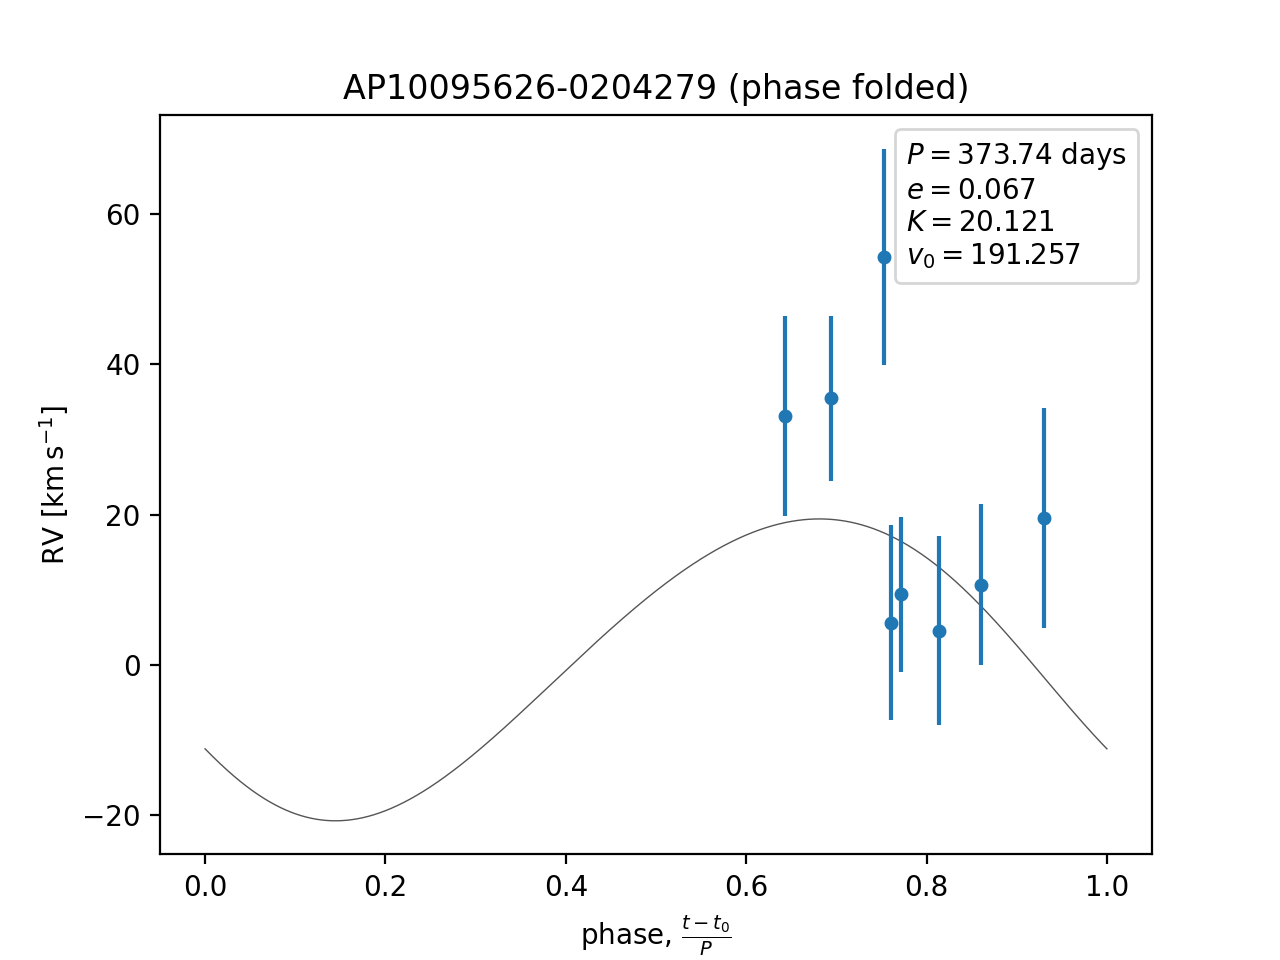 AP10095626-0204279 (phase folded)
P = 373.74 days
e = 0.067
K = 20.121
v₀ = 191.257
60
40
20
0
−20
RV [km s⁻¹]
0.0 0.2 0.4 0.6 0.8 1.0
phase, (t − t₀)/P